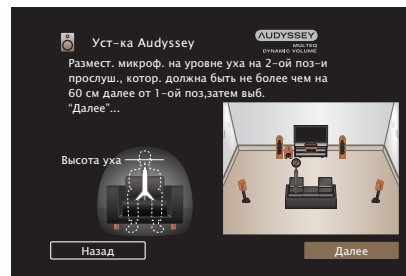 Уст-ка Audyssey
AUDYSSEY
MULTEQ
DYNAMIC VOLUME
Размест. микроф. на уровне уха на 2-ой поз-и
прослуш., котор. должна быть не более чем на
60 см далее от 1-ой поз,затем выб.
“Далее”...
Высота уха
Назад
Далее